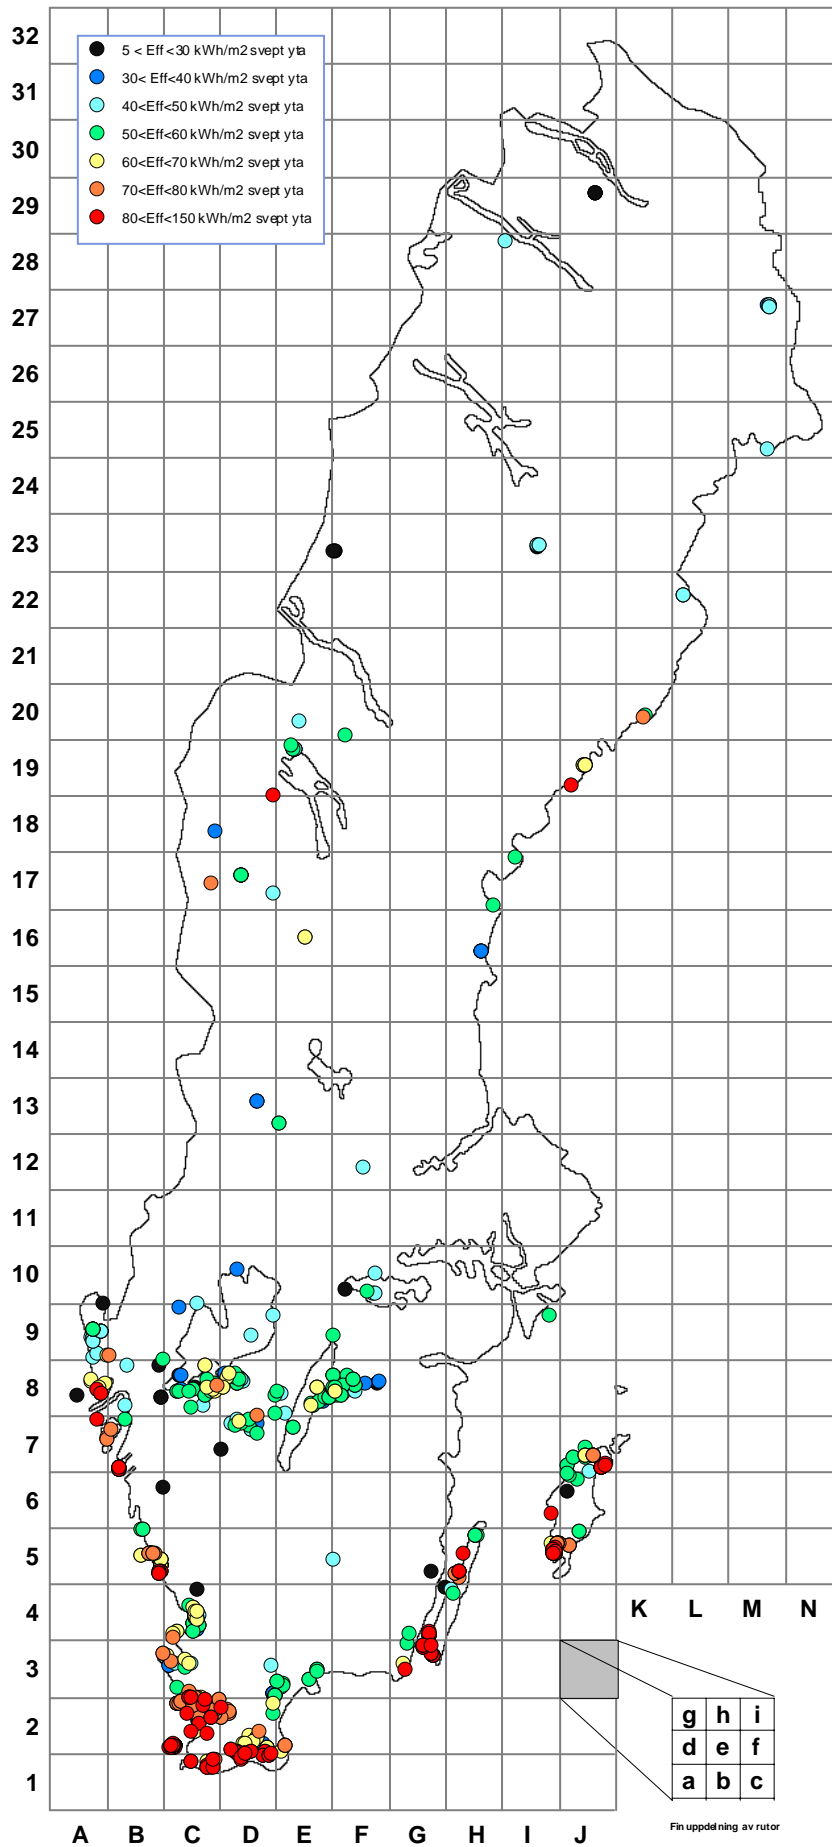 32
5 < Eff <30 kWh/m2 svept yta
30< Eff<40 kWh/m2 svept yta
31
40<Eff<50 kWh/m2 svept yta
50<Eff<60 kWh/m2 svept yta
30
60<Eff<70 kWh/m2 svept yta
70<Eff<80 kWh/m2 svept yta
29
80<Eff<150 kWh/m2 svept yta
28
27
26
25
24
23
22
21
20
19
18
17
16
15
14
13
12
11
10
9
8
7
6
5
4
K L M N
3
g h i
2
d e f
a b c
1
Fin uppdelning av rutor
A B C D E F G H I J